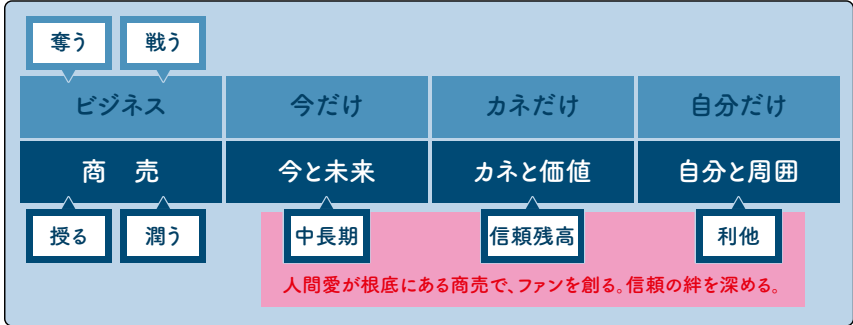 奪う 戦う
ビジネス 今だけ カネだけ 自分だけ
商　売 今と未来 カネと価値 自分と周囲
授る 潤う 中長期 信頼残高 利他
人間愛が根底にある商売で、ファンを創る。信頼の絆を深める。